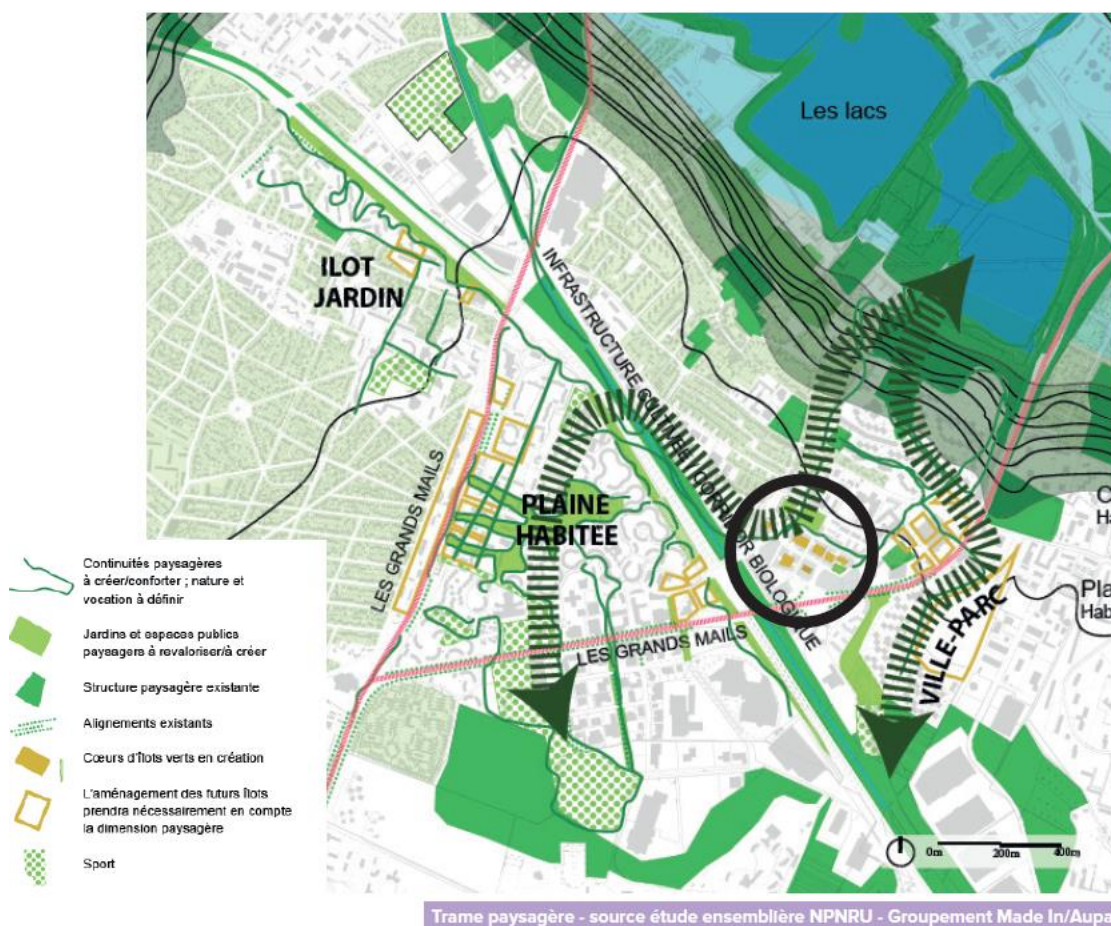 Les lacs
ILOT
JARDIN
INFRASTRUCTURE
BIOLOGIQUE
LES GRANDS MAILS
PLAINE
HABITEE
LES GRANDS MAILS
VILLE-PARC
Pla
Hab
Continuités paysagères
à créer/conforter ; nature et
vocation à définir
Jardins et espaces publics
paysagers à revaloriser/à créer
Structure paysagère existante
Alignements existants
Cœurs d'îlots verts en création
L'aménagement des futurs îlots
prendra nécessairement en compte
la dimension paysagère
Sport
0m 200m 400m
Trame paysagère - source étude ensemblière NPNRU - Groupement Made In/Aupa